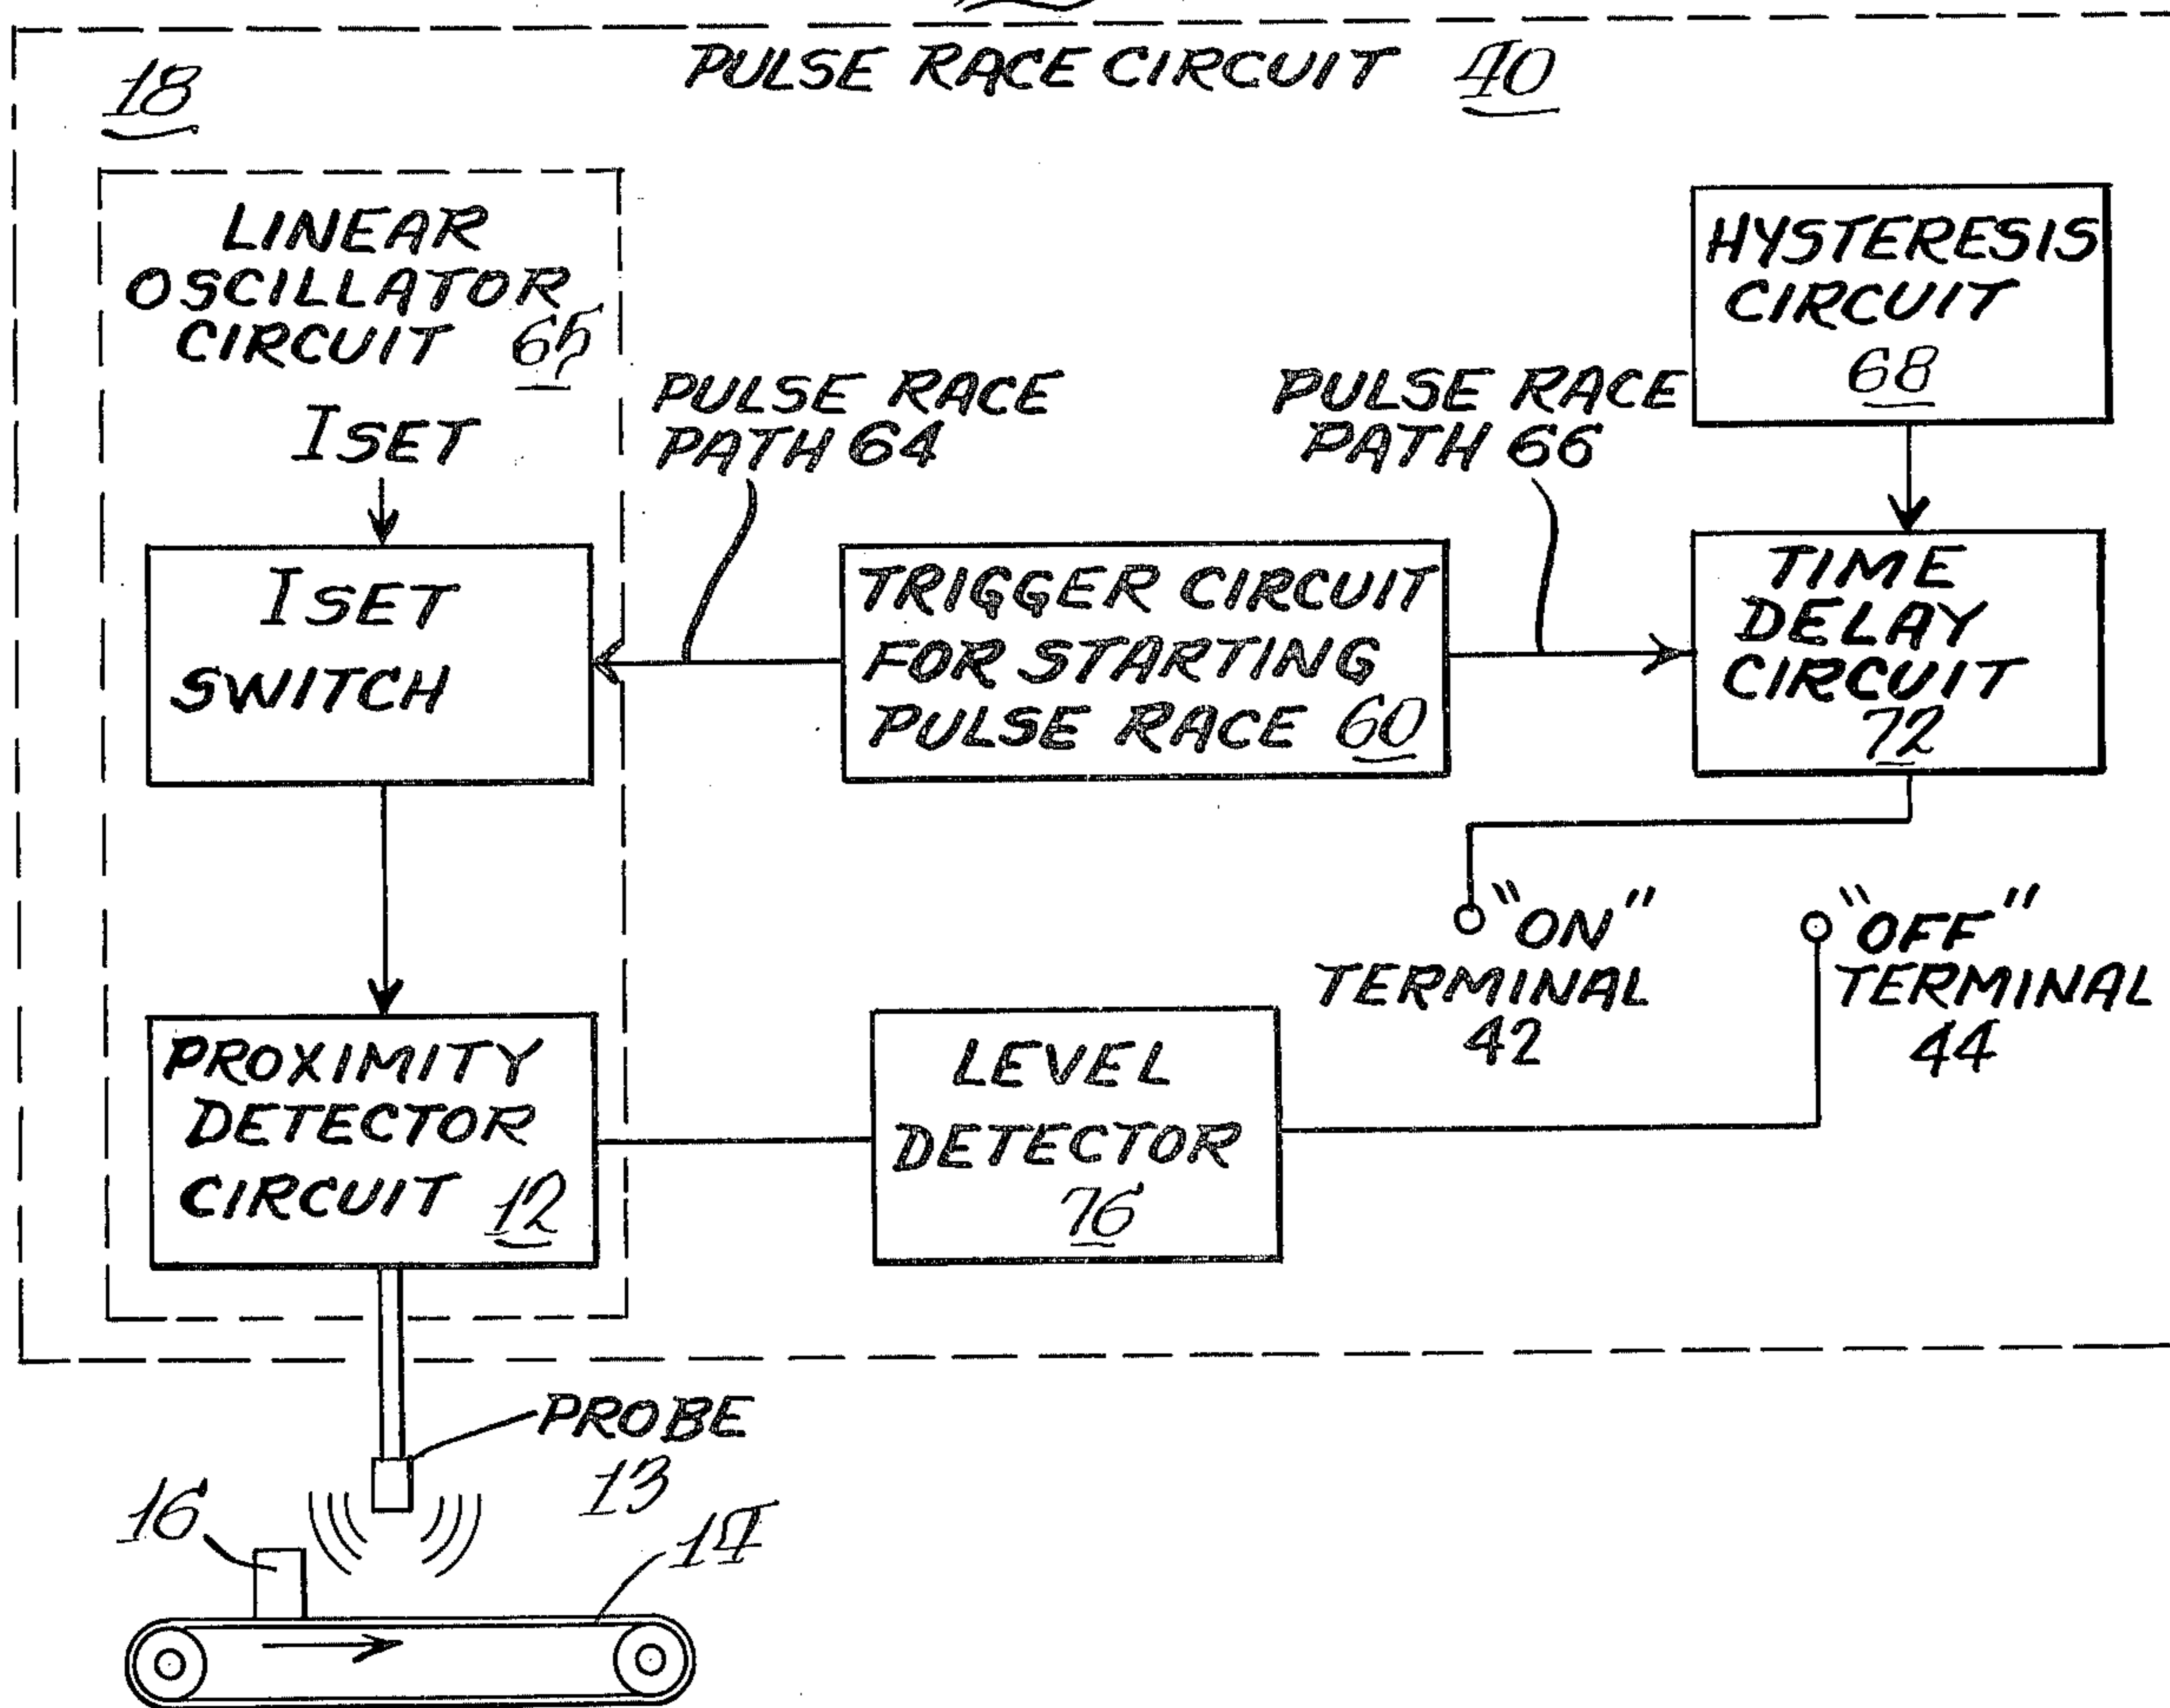 PULSE RACE CIRCUIT 40
18
LINEAR
OSCILLATOR
CIRCUIT 65
ISET
ISET
SWITCH
PULSE RACE
PATH 64
TRIGGER CIRCUIT
FOR STARTING
PULSE RACE 60
PULSE RACE
PATH 66
HYSTERESIS
CIRCUIT
68
TIME
DELAY
CIRCUIT
72
"ON"
TERMINAL
42
"OFF"
TERMINAL
44
PROXIMITY
DETECTOR
CIRCUIT 12
LEVEL
DETECTOR
76
PROBE
13
16
14